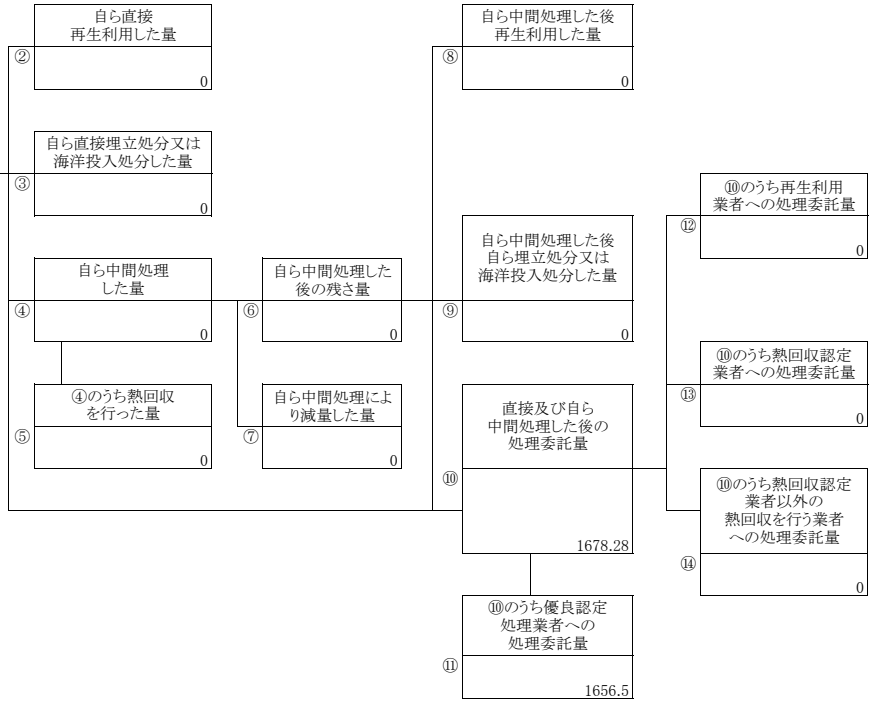 自ら直接
再生利用した量
②
0
自ら直接埋立処分又は
海洋投入処分した量
③
0
自ら中間処理
した量
④
0
④のうち熱回収
を行った量
⑤
0
自ら中間処理した
後の残さ量
⑥
0
自ら中間処理によ
り減量した量
⑦
0
自ら中間処理した後
再生利用した量
⑧
0
自ら中間処理した後
自ら埋立処分又は
海洋投入処分した量
⑨
0
直接及び自ら
中間処理した後の
処理委託量
⑩
1678.28
⑩のうち優良認定
処理業者への
処理委託量
⑪
1656.5
⑩のうち再生利用
業者への処理委託量
⑫
0
⑩のうち熱回収認定
業者への処理委託量
⑬
0
⑩のうち熱回収認定
業者以外の
熱回収を行う業者
への処理委託量
⑭
0